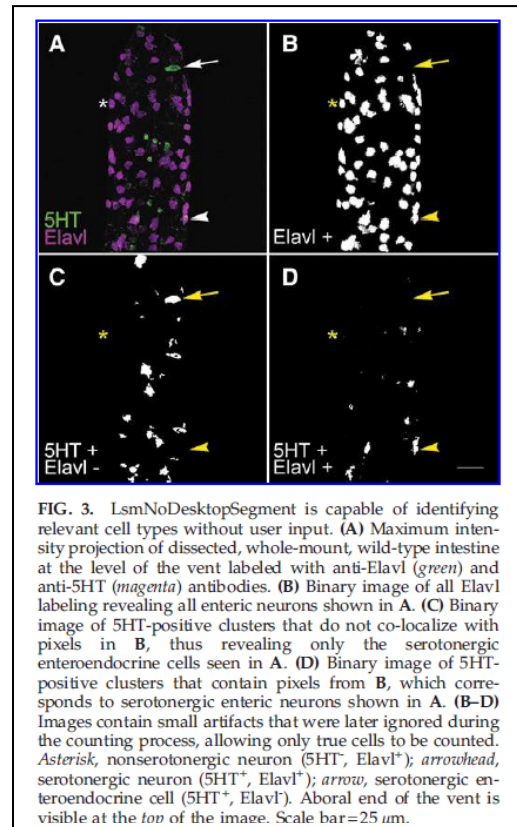 A
B
*
*
5HT
Elavl
Elavl +
C
D
*
*
5HT +
Elavl -
5HT +
Elavl +
FIG. 3. LsmNoDesktopSegment is capable of identifying
relevant cell types without user input. (A) Maximum inten-
sity projection of dissected, whole-mount, wild-type intestine
at the level of the vent labeled with anti-Elavl (green) and
anti-5HT (magenta) antibodies. (B) Binary image of all Elavl
labeling revealing all enteric neurons shown in A. (C) Binary
image of 5HT-positive clusters that do not co-localize with
pixels in B, thus revealing only the serotonergic
enteroendocrine cells seen in A. (D) Binary image of 5HT-
positive clusters that contain pixels from B, which corre-
sponds to serotonergic enteric neurons shown in A. (B–D)
Images contain small artifacts that were later ignored during
the counting process, allowing only true cells to be counted.
Asterisk, nonserotonergic neuron (5HT⁻, Elavl⁺); arrowhead,
serotonergic neuron (5HT⁺, Elavl⁺); arrow, serotonergic en-
teroendocrine cell (5HT⁺, Elavl⁻). Aboral end of the vent is
visible at the top of the image. Scale bar=25 μm.